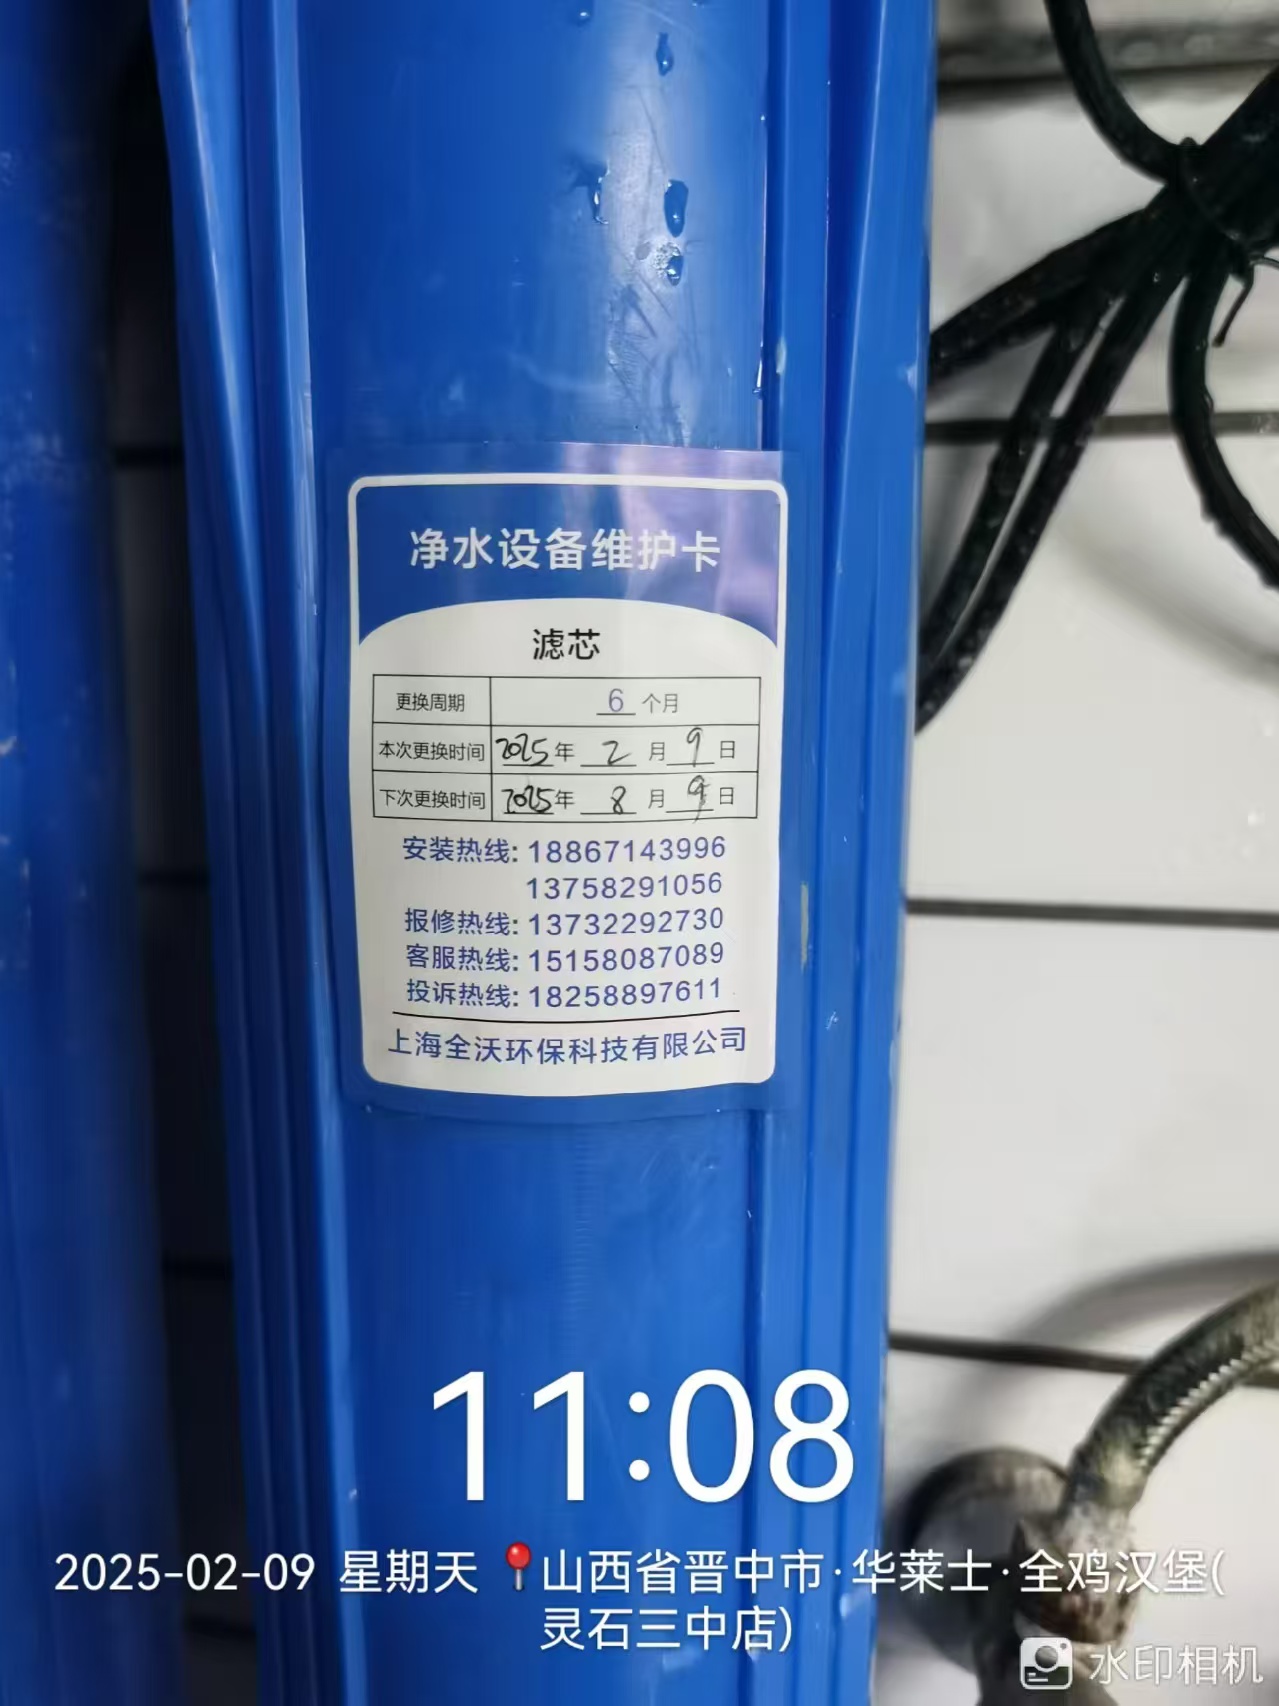 净水设备维护卡
滤芯
更换周期 6 个月
本次更换时间 2025年 2 月 9 日
下次更换时间 2025年 8 月 9 日
安装热线: 18867143996
13758291056
报修热线: 13732292730
客服热线: 15158087089
投诉热线: 18258897611
上海全沃环保科技有限公司
11:08
2025-02-09 星期天 山西省晋中市·华莱士·全鸡汉堡(
灵石三中店)
水印相机